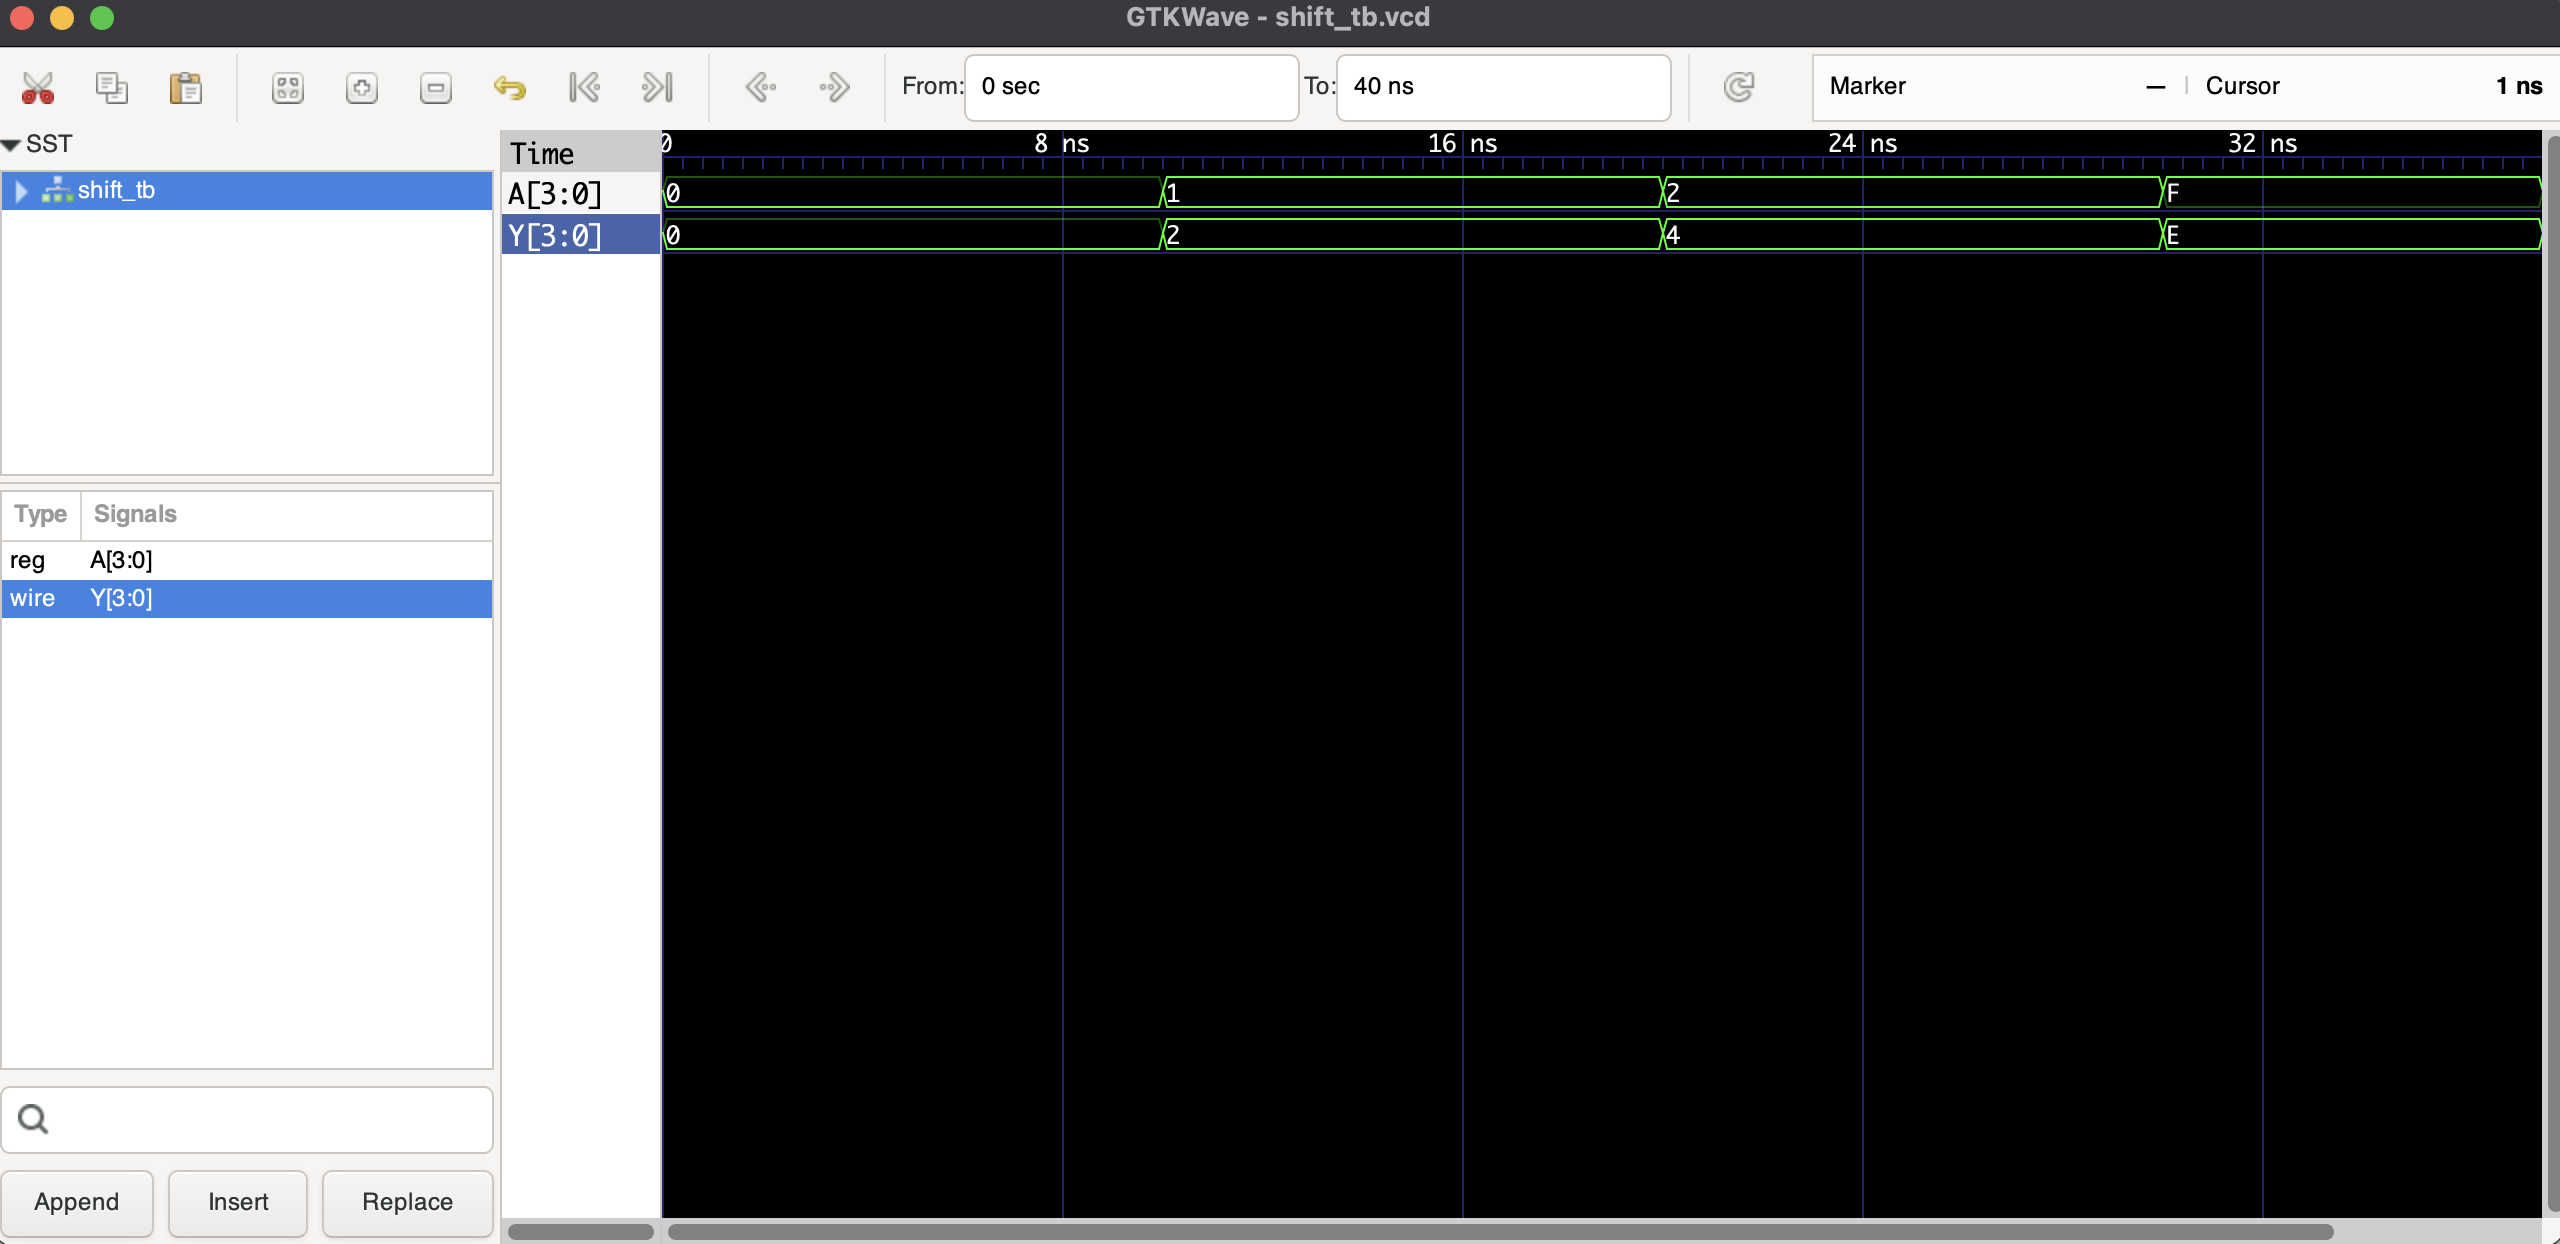 GTKWave - shift_tb.vcd
From: 0 sec To: 40 ns Marker — | Cursor 1 ns
SST
shift_tb
Type Signals
reg A[3:0]
wire Y[3:0]
Append Insert Replace
Time
A[3:0]
Y[3:0]
0 8 ns 16 ns 24 ns 32 ns
0 1 2 F
0 2 4 E